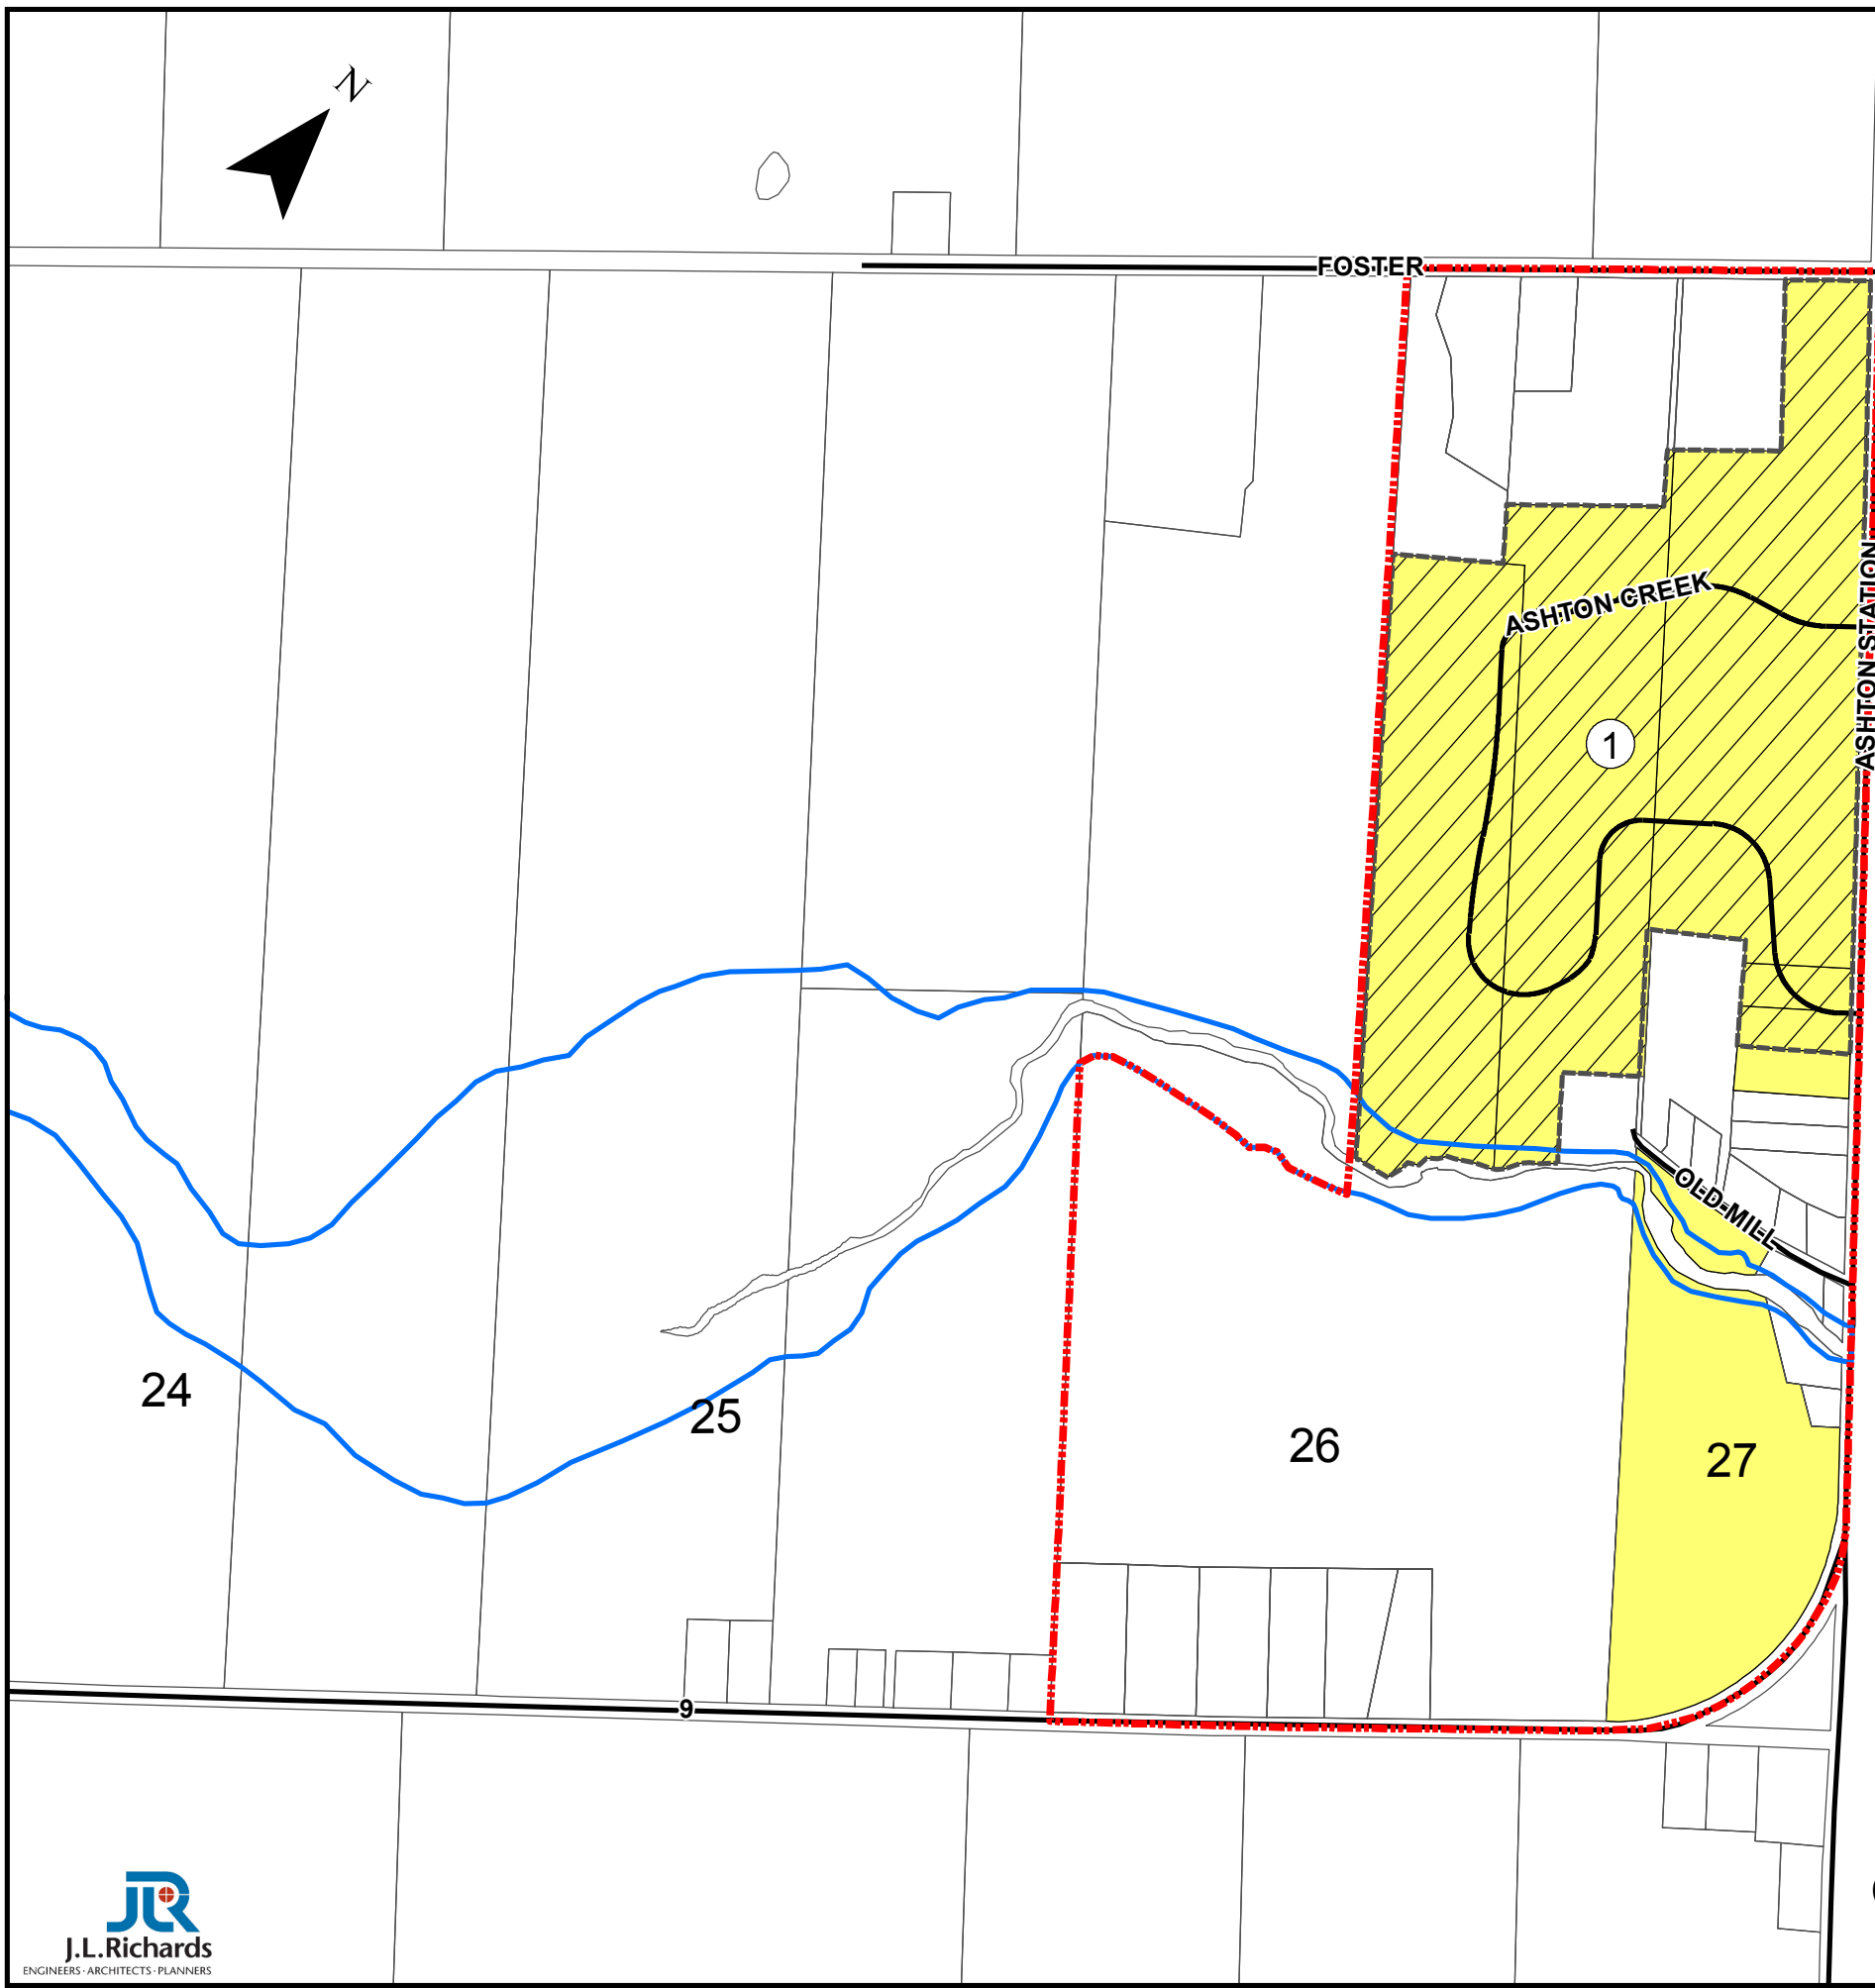 N
FOSTER
ASHTON STATION
ASHTON CREEK
1
OLD MILL
24
25
26
27
9
J.L.Richards
ENGINEERS · ARCHITECTS · PLANNERS